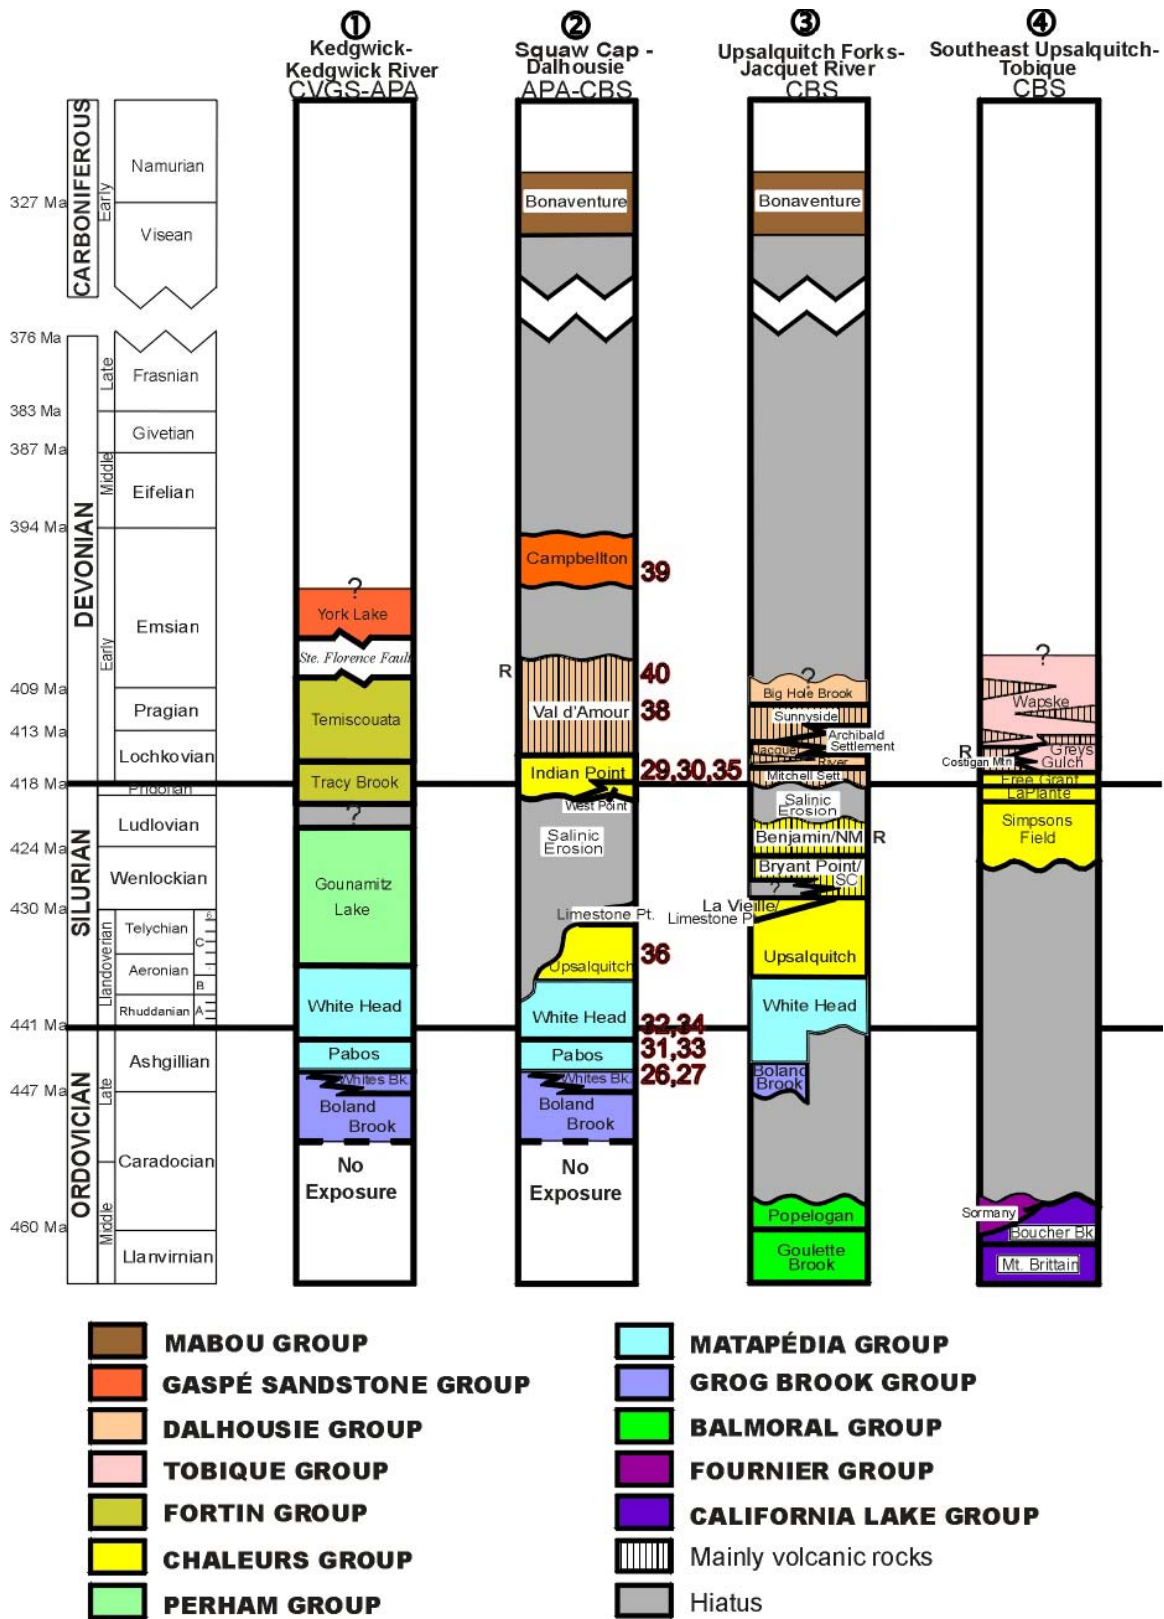 ①
Kedgwick-
Kedgwick River
CVGS-APA
②
Squaw Cap -
Dalhousie
APA-CBS
③
Upsalquitch Forks-
Jacquet River
CBS
④
Southeast Upsalquitch-
Tobique
CBS
CARBONIFEROUS
Early
Namurian
327 Ma
Visean
376 Ma
DEVONIAN
Late
Frasnian
383 Ma
Givetian
387 Ma
Middle
Eifelian
394 Ma
Early
Emsian
409 Ma
Pragian
413 Ma
Lochkovian
418 Ma
SILURIAN
Pridolian
Ludlovian
424 Ma
Wenlockian
430 Ma
Llandoverian
Telychian
C
6
Aeronian
B
Rhuddanian
A
441 Ma
ORDOVICIAN
Late
Ashgillian
447 Ma
Caradocian
Middle
460 Ma
Llanvirnian
?
York Lake
Ste. Florence Fault
Temiscouata
Tracy Brook
?
Gounamitz
Lake
White Head
Pabos
Whites Bk.
Boland
Brook
No
Exposure
Bonaventure
Campbellton
39
R
40
Val d'Amour
38
Indian Point
29,30,35
West Point
Salinic
Erosion
Limestone Pt.
36
Upsalquitch
White Head
32,34
Pabos
31,33
Whites Bk.
26,27
Boland
Brook
No
Exposure
Bonaventure
?
Big Hole Brook
Sunnyside
Archibald
Settlement
Jacquet
River
Mitchell Sett.
Salinic
Erosion
Benjamin/NM
R
Bryant Point/
SC
?
La Vieille/
Limestone P
Upsalquitch
White Head
Boland
Brook
Popelogan
Goulette
Brook
?
Wapske
R
Costigan Mtn.
Greys
Gulch
Free Grant
LaPlante
Simpsons
Field
Sormany
Boucher Bk
Mt. Brittain
MABOU GROUP
GASPÉ SANDSTONE GROUP
DALHOUSIE GROUP
TOBIQUE GROUP
FORTIN GROUP
CHALEURS GROUP
PERHAM GROUP
MATAPÉDIA GROUP
GROG BROOK GROUP
BALMORAL GROUP
FOURNIER GROUP
CALIFORNIA LAKE GROUP
Mainly volcanic rocks
Hiatus